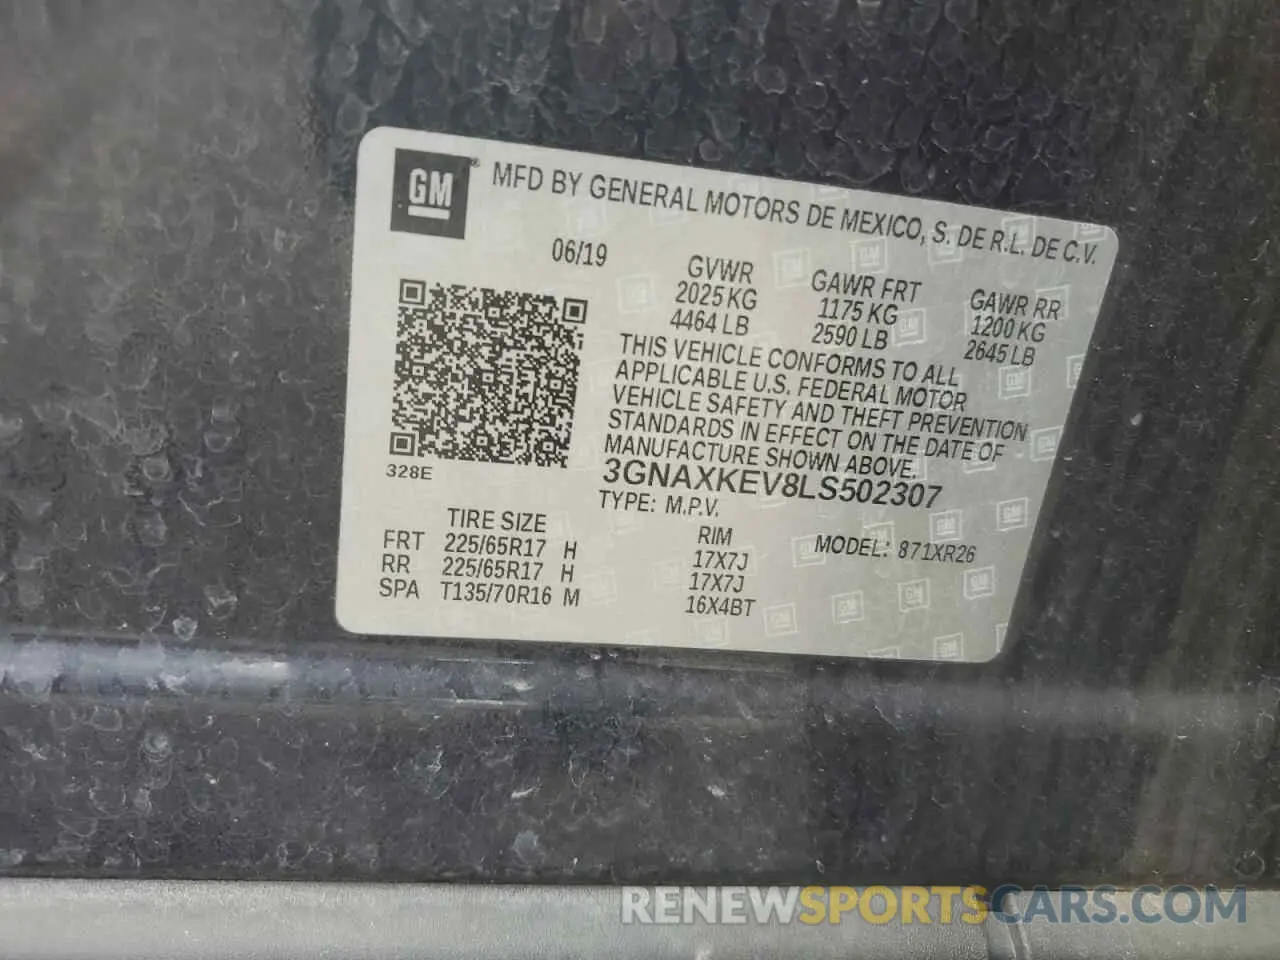 GM®
MFD BY GENERAL MOTORS DE MEXICO, S. DE R.L. DE C.V.
06/19
GVWR GAWR FRT GAWR RR
2025 KG 1175 KG 1200 KG
4464 LB 2590 LB 2645 LB
THIS VEHICLE CONFORMS TO ALL
APPLICABLE U.S. FEDERAL MOTOR
VEHICLE SAFETY AND THEFT PREVENTION
STANDARDS IN EFFECT ON THE DATE OF
MANUFACTURE SHOWN ABOVE.
328E
3GNAXKEV8LS502307
TYPE: M.P.V.
MODEL: 871XR26
TIRE SIZE RIM
FRT 225/65R17 H 17X7J
RR 225/65R17 H 17X7J
SPA T135/70R16 M 16X4BT
RENEWSPORTSCARS.COM